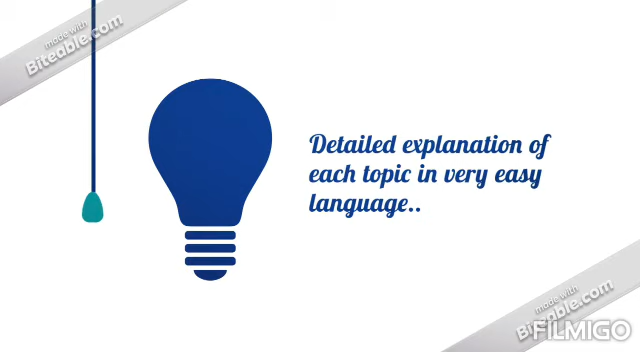 made with
Biteable.com
Detailed explanation of
each topic in very easy
language..
made with
Biteable.com
FILMIGO